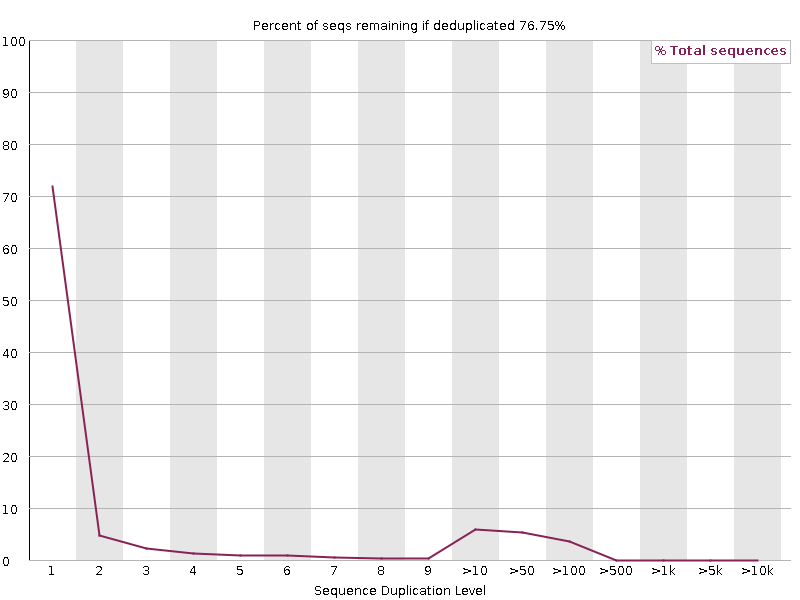 Percent of seqs remaining if deduplicated 76.75%
% Total sequences
100
90
80
70
60
50
40
30
20
10
0
1 2 3 4 5 6 7 8 9 >10 >50 >100 >500 >1k >5k >10k
Sequence Duplication Level